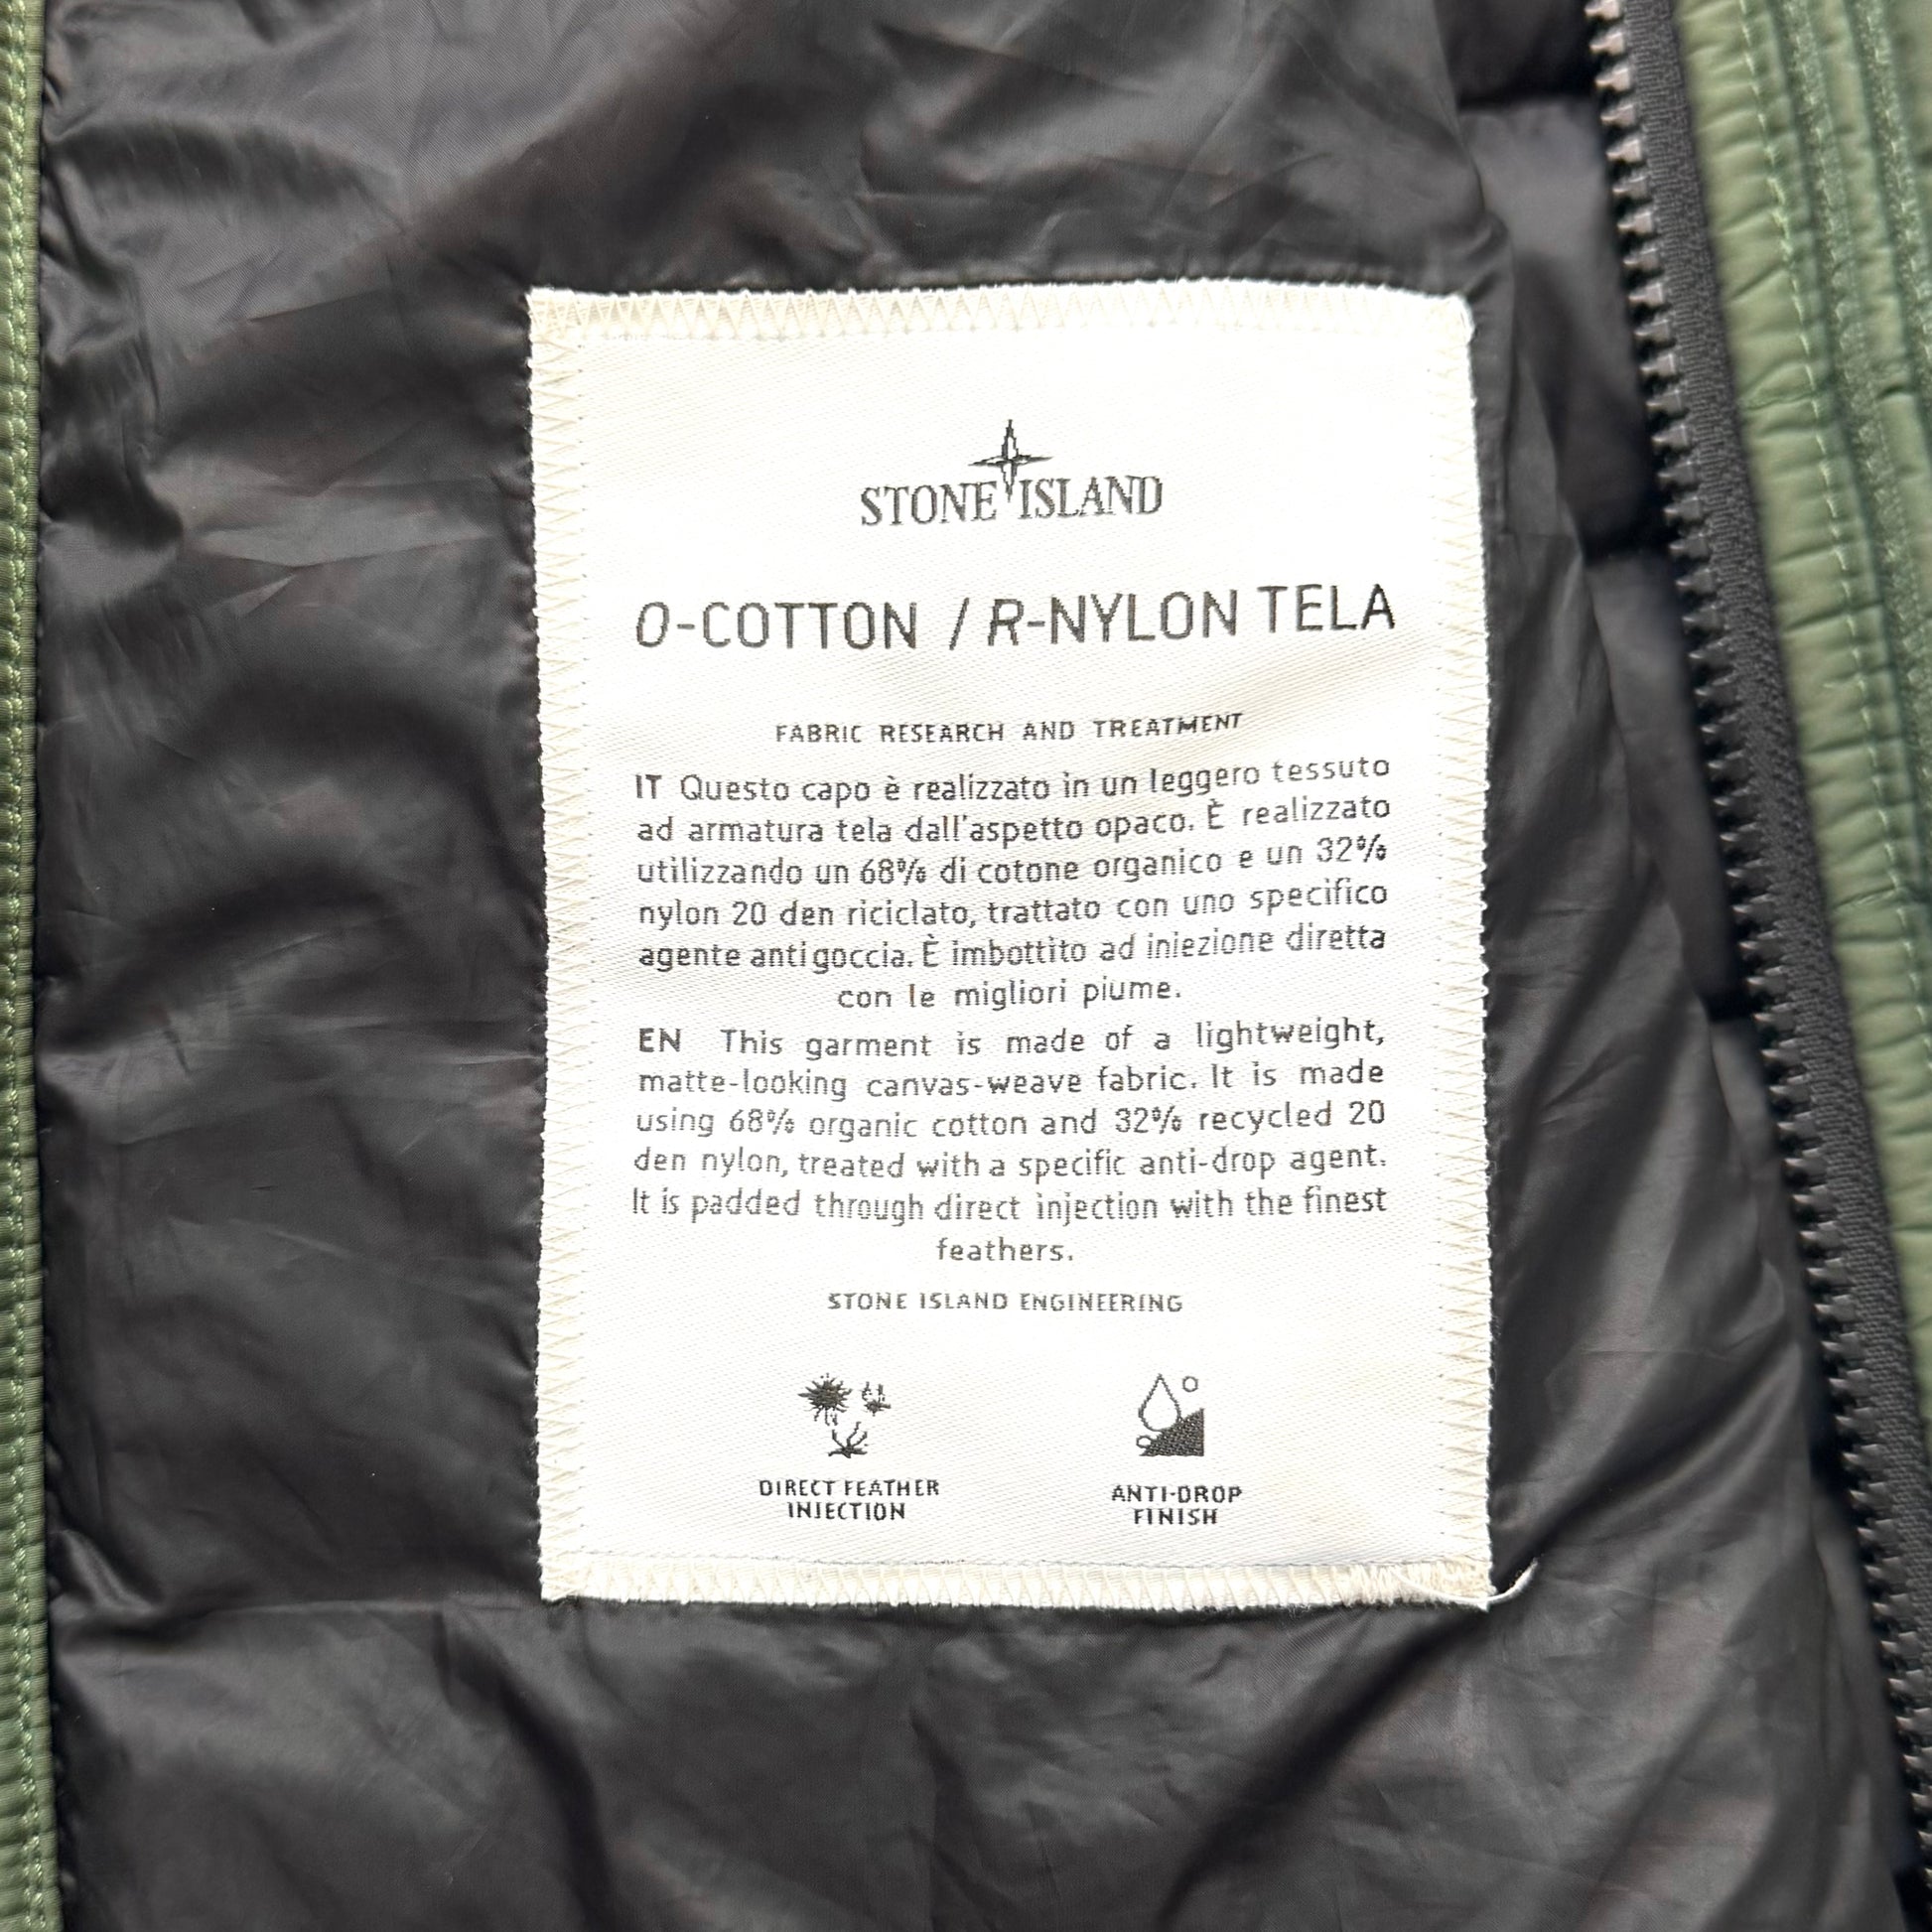 STONE ISLAND
O-COTTON / R-NYLON TELA
FABRIC RESEARCH AND TREATMENT
IT Questo capo è realizzato in un leggero tessuto
ad armatura tela dall'aspetto opaco. È realizzato
utilizzando un 68% di cotone organico e un 32%
nylon 20 den riciclato, trattato con uno specifico
agente antigoccia. È imbottito ad iniezione diretta
con le migliori piume.
EN This garment is made of a lightweight,
matte-looking canvas-weave fabric. It is made
using 68% organic cotton and 32% recycled 20
den nylon, treated with a specific anti-drop agent.
It is padded through direct injection with the finest
feathers.
STONE ISLAND ENGINEERING
DIRECT FEATHER
INJECTION
ANTI-DROP
FINISH